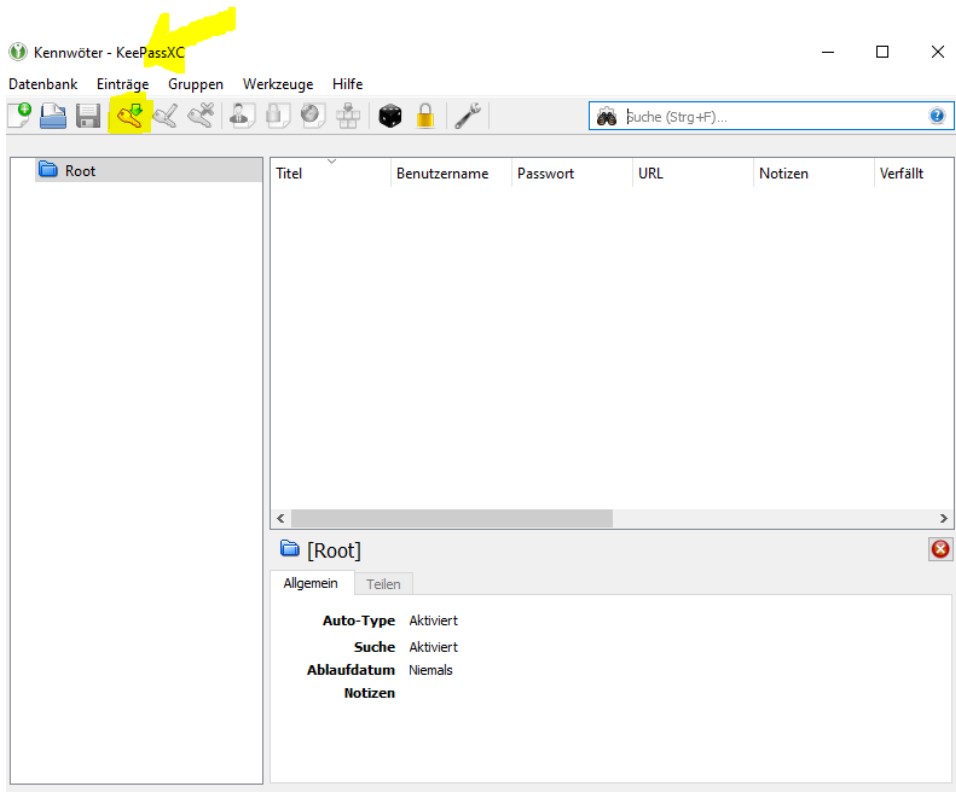 Kennwöter - KeePassXC
Datenbank Einträge Gruppen Werkzeuge Hilfe
Suche (Strg+F)...
Root
Titel Benutzername Passwort URL Notizen Verfällt
[Root]
Allgemein Teilen
Auto-Type Aktiviert
Suche Aktiviert
Ablaufdatum Niemals
Notizen